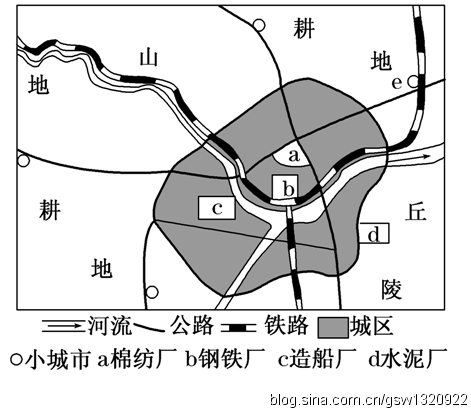 耕
山
地
地
e
a
b
c
丘
耕
d
地
陵
河流 公路 铁路 城区
小城市 a棉纺厂 b钢铁厂 c造船厂 d水泥厂
blog.sina.com.cn/gsw1320922